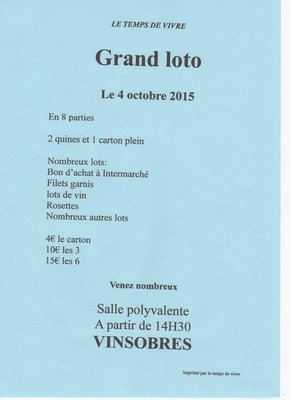 LE TEMPS DE VIVRE
Grand loto
Le 4 octobre 2015
En 8 parties
2 quines et 1 carton plein
Nombreux lots:
Bon d'achat à Intermarché
Filets garnis
lots de vin
Rosettes
Nombreux autres lots
4€ le carton
10€ les 3
15€ les 6
Venez nombreux
Salle polyvalente
A partir de 14H30
VINSOBRES
Imprimé par le temps de vivre